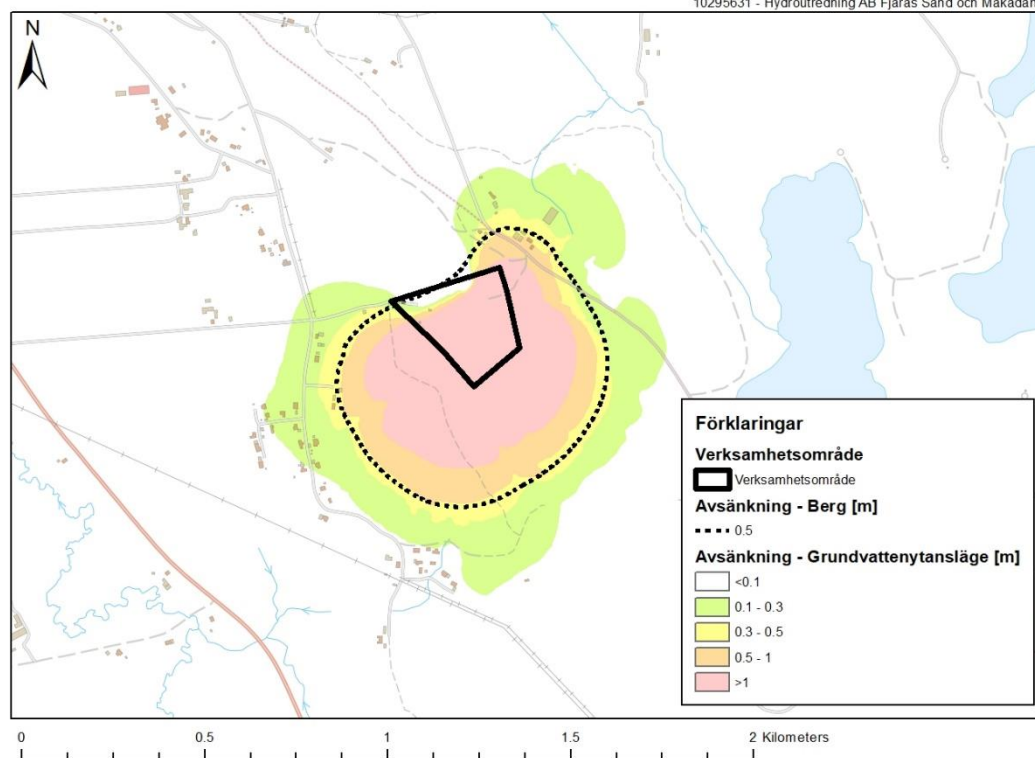 10295631 - Hydroutredning AB Fjärås Sand och Makadam
N
Förklaringar
Verksamhetsområde
Verksamhetsområde
Avsänkning - Berg [m]
0.5
Avsänkning - Grundvattenytansläge [m]
<0.1
0.1 - 0.3
0.3 - 0.5
0.5 - 1
>1
0 0.5 1 1.5 2 Kilometers